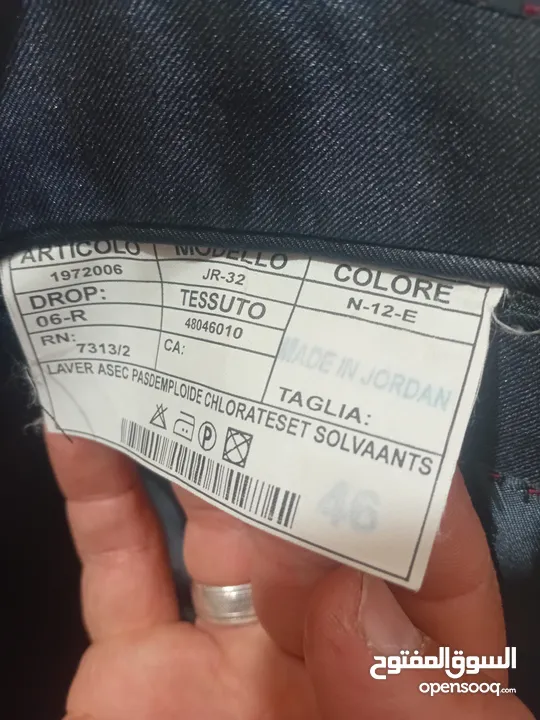 ARTICOLO MODELLO COLORE
1972006 JR-32 N-12-E
DROP: TESSUTO
06-R 48046010
RN: 7313/2 CA: MADE IN JORDAN
TAGLIA:
LAVER ASEC PASDEMPLOIDE CHLORATESET SOLVAANTS
P
46
السوق المفتوح
opensooq.com